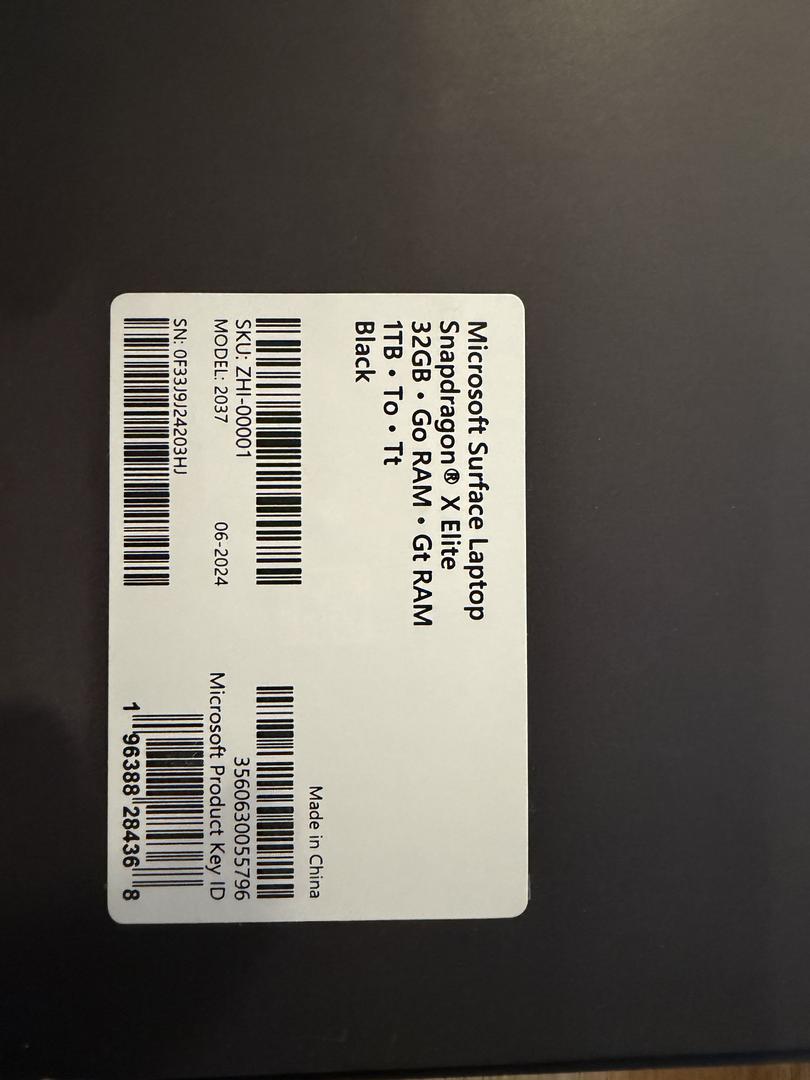 Microsoft Surface Laptop
Snapdragon® X Elite
32GB • Go RAM • Gt RAM
1TB • To • Tt
Black
Made in China
SKU: ZHI-00001
MODEL: 2037
06-2024
3560630055796
Microsoft Product Key ID
SN: 0F33J9J24203HJ
1 96388 28436 8